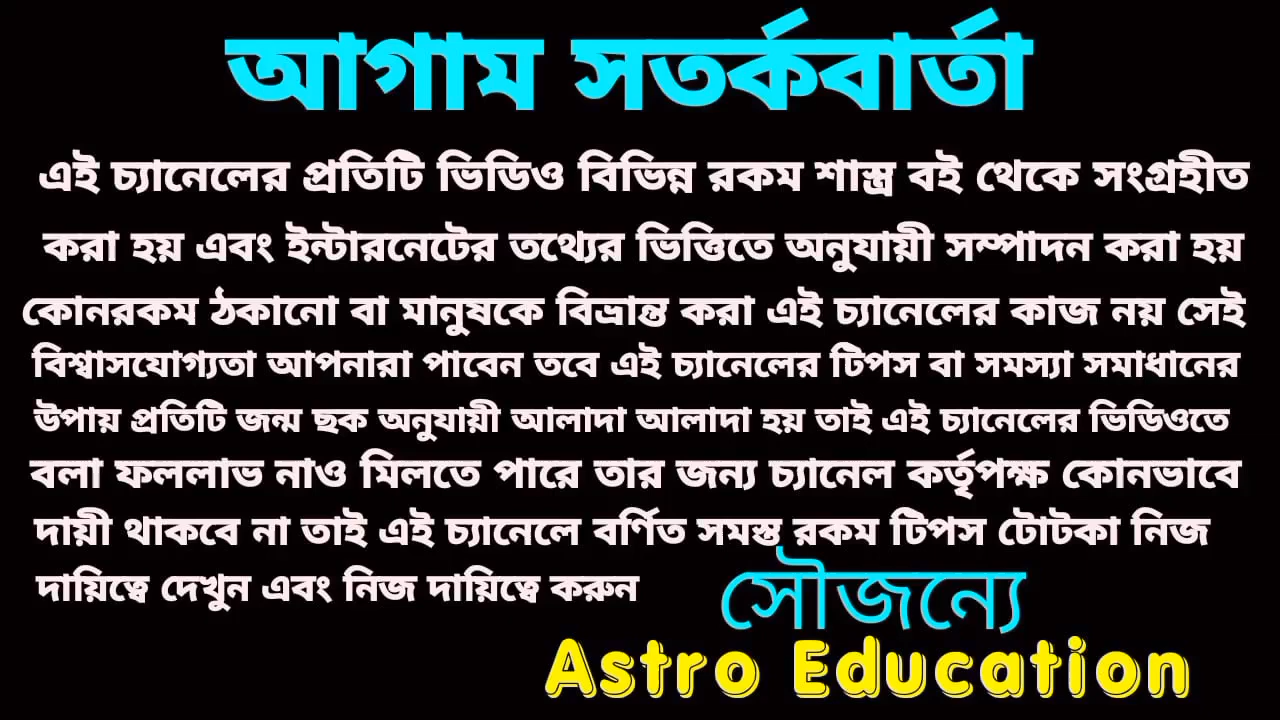 আগাম সতর্কবার্তা
এই চ্যানেলের প্রতিটি ভিডিও বিভিন্ন রকম শাস্ত্র বই থেকে সংগ্রহীত
করা হয় এবং ইন্টারনেটের তথ্যের ভিত্তিতে অনুযায়ী সম্পাদন করা হয়
কোনরকম ঠকানো বা মানুষকে বিভ্রান্ত করা এই চ্যানেলের কাজ নয় সেই
বিশ্বাসযোগ্যতা আপনারা পাবেন তবে এই চ্যানেলের টিপস বা সমস্যা সমাধানের
উপায় প্রতিটি জন্ম ছক অনুযায়ী আলাদা আলাদা হয় তাই এই চ্যানেলের ভিডিওতে
বলা ফললাভ নাও মিলতে পারে তার জন্য চ্যানেল কর্তৃপক্ষ কোনভাবে
দায়ী থাকবে না তাই এই চ্যানেলে বর্ণিত সমস্ত রকম টিপস টোটকা নিজ
দায়িত্বে দেখুন এবং নিজ দায়িত্বে করুন
সৌজন্যে
Astro Education